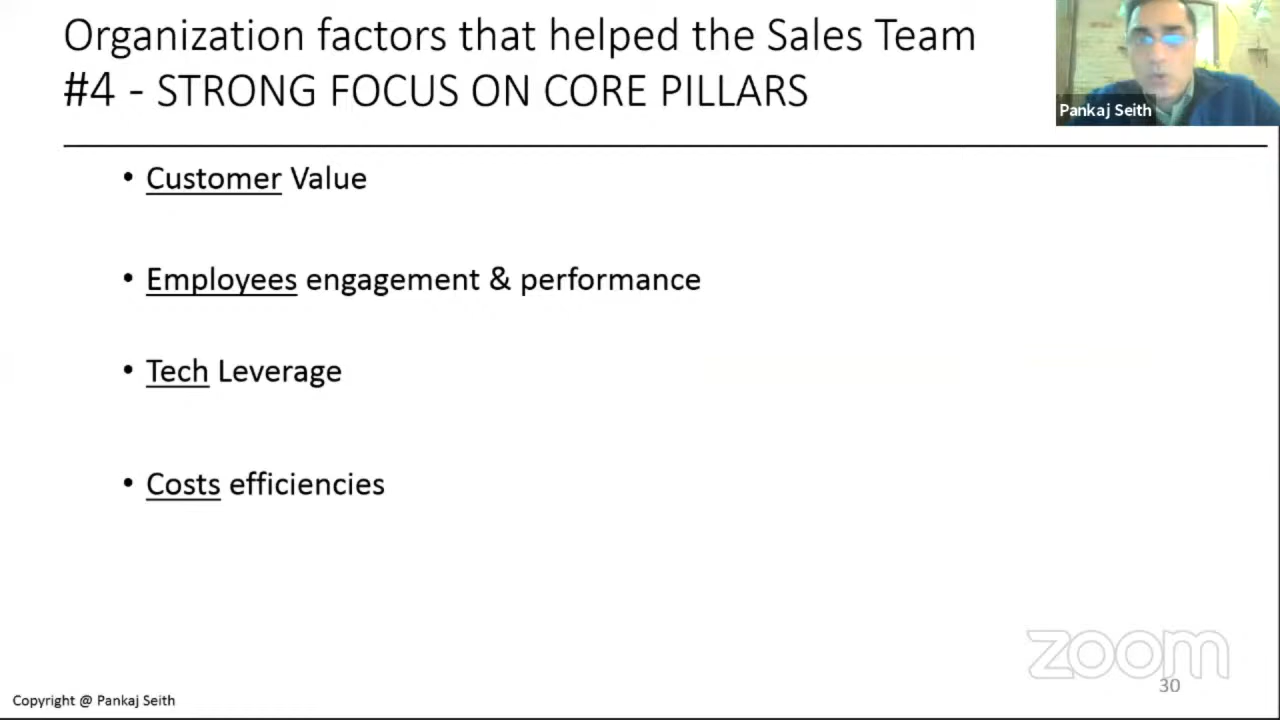 Organization factors that helped the Sales Team
#4 - STRONG FOCUS ON CORE PILLARS
Pankaj Seith
• Customer Value
• Employees engagement & performance
• Tech Leverage
• Costs efficiencies
zoom
30
Copyright @ Pankaj Seith